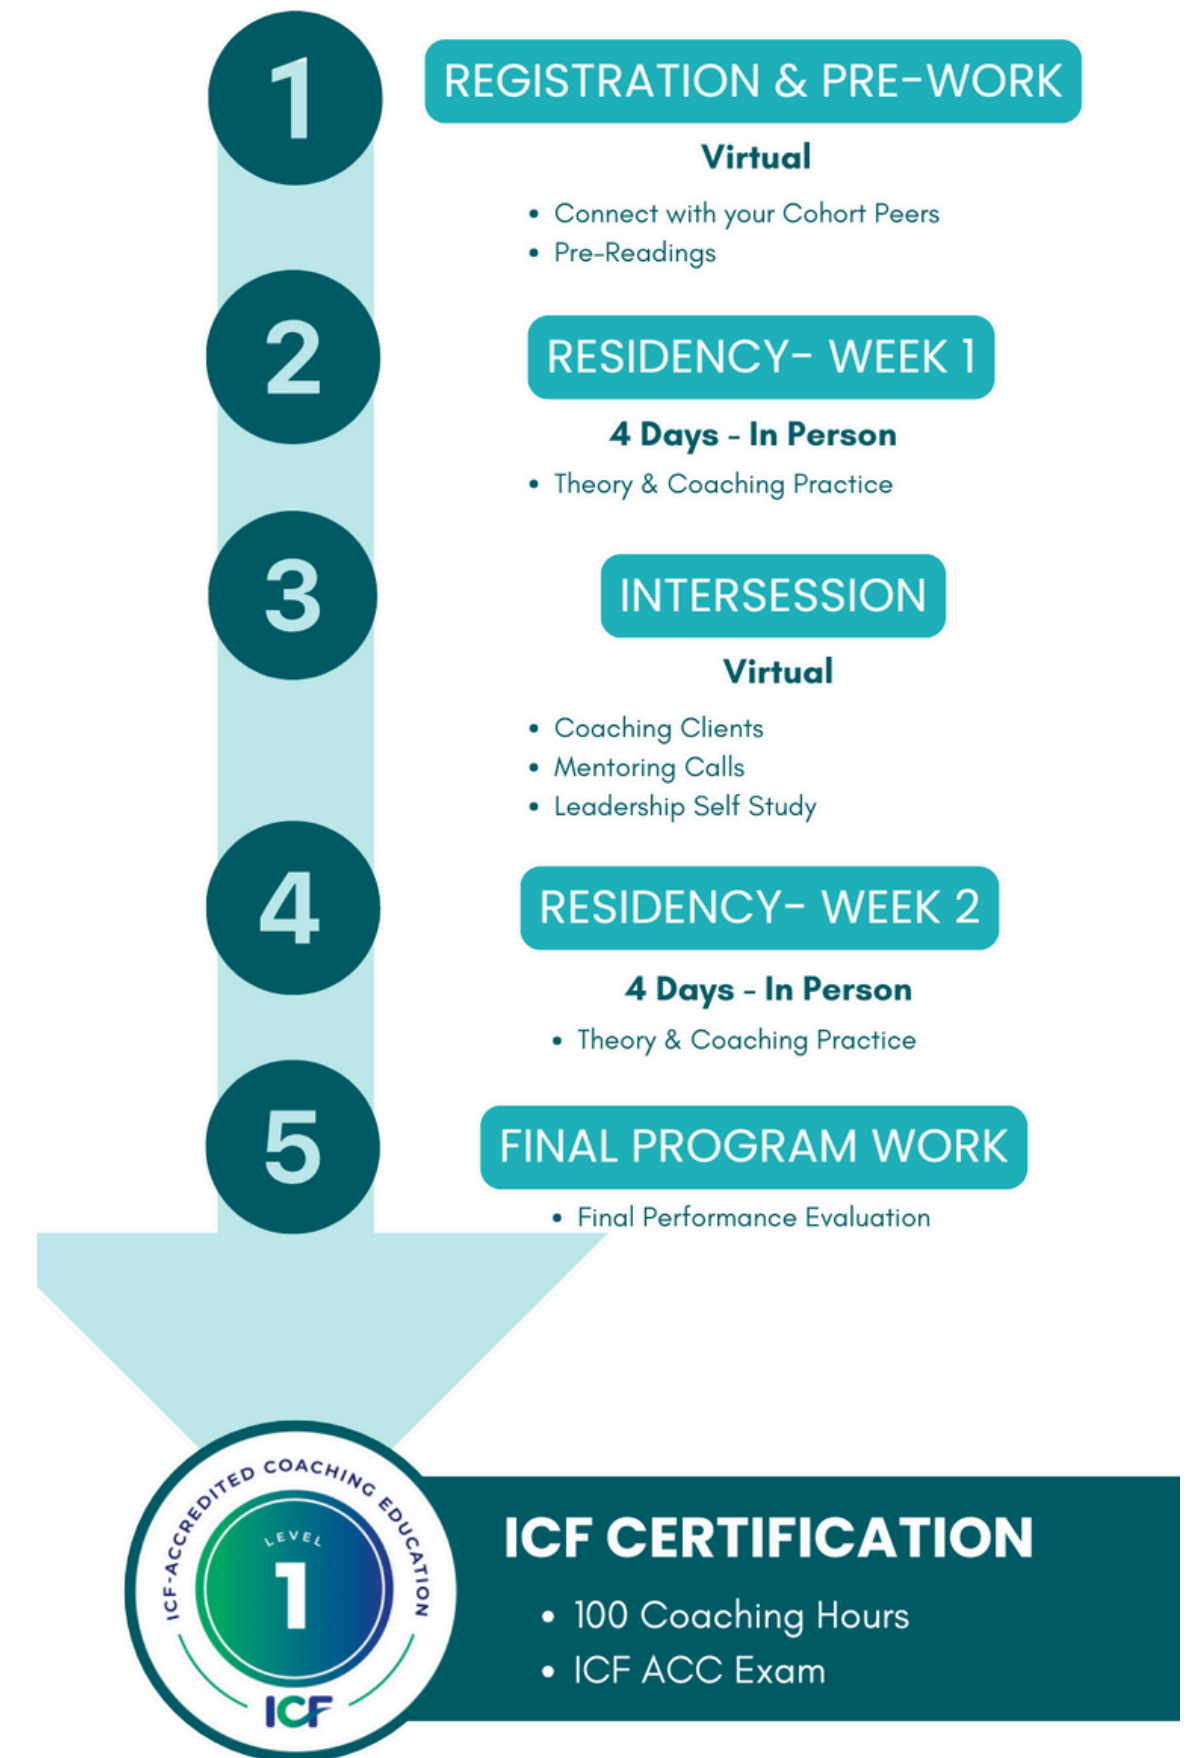 1
REGISTRATION & PRE-WORK
Virtual
• Connect with your Cohort Peers
• Pre-Readings
2
RESIDENCY- WEEK 1
4 Days - In Person
• Theory & Coaching Practice
3
INTERSESSION
Virtual
• Coaching Clients
• Mentoring Calls
• Leadership Self Study
4
RESIDENCY- WEEK 2
4 Days - In Person
• Theory & Coaching Practice
5
FINAL PROGRAM WORK
• Final Performance Evaluation
ICF-ACCREDITED COACHING EDUCATION
LEVEL
1
ICF
ICF CERTIFICATION
• 100 Coaching Hours
• ICF ACC Exam